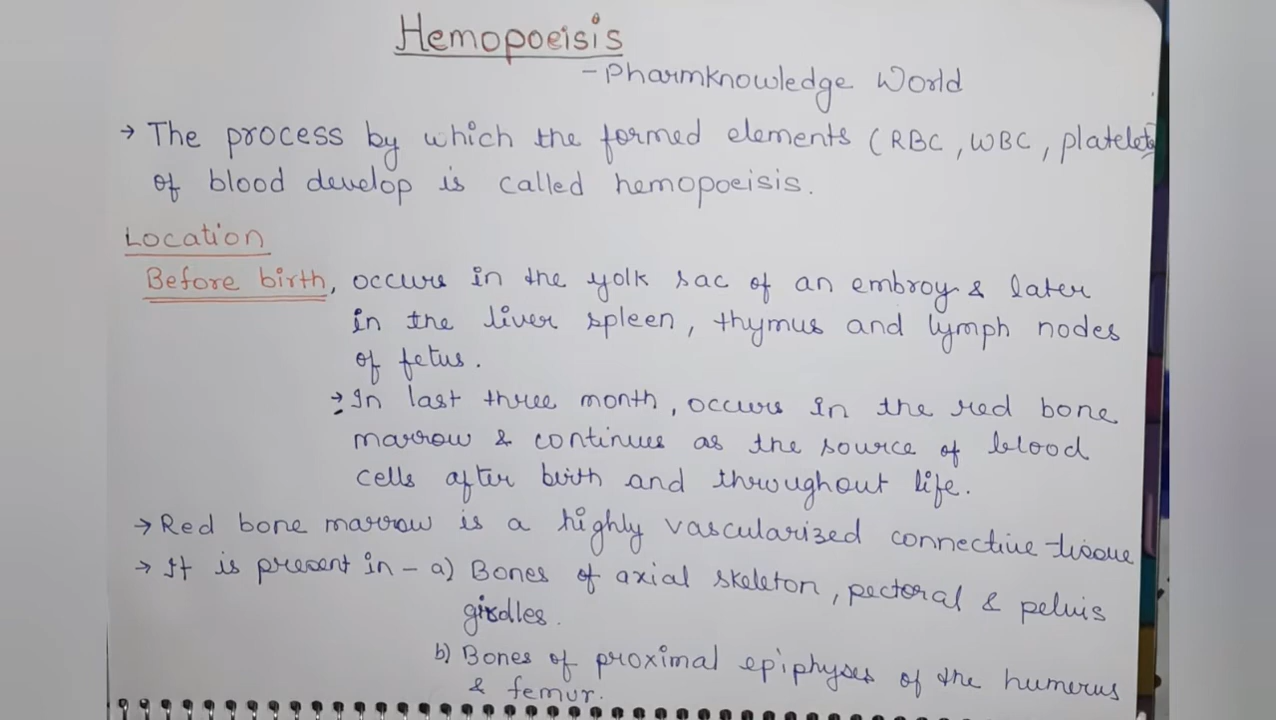 Hemopoeisis
- Pharmknowledge World
→ The process by which the formed elements (RBC, WBC, platelets
of blood develop is called hemopoeisis.
Location
Before birth, occurs in the yolk sac of an embroy & later
in the liver spleen, thymus and lymph nodes
of fetus.
→ In last three month, occurs in the red bone
marrow & continues as the source of blood
cells after birth and throughout life.
→ Red bone marrow is a highly vascularized connective tissue
→ It is present in - a) Bones of axial skeleton, pectoral & pelvis
girdles.
b) Bones of proximal epiphyses of the humerus
& femur.